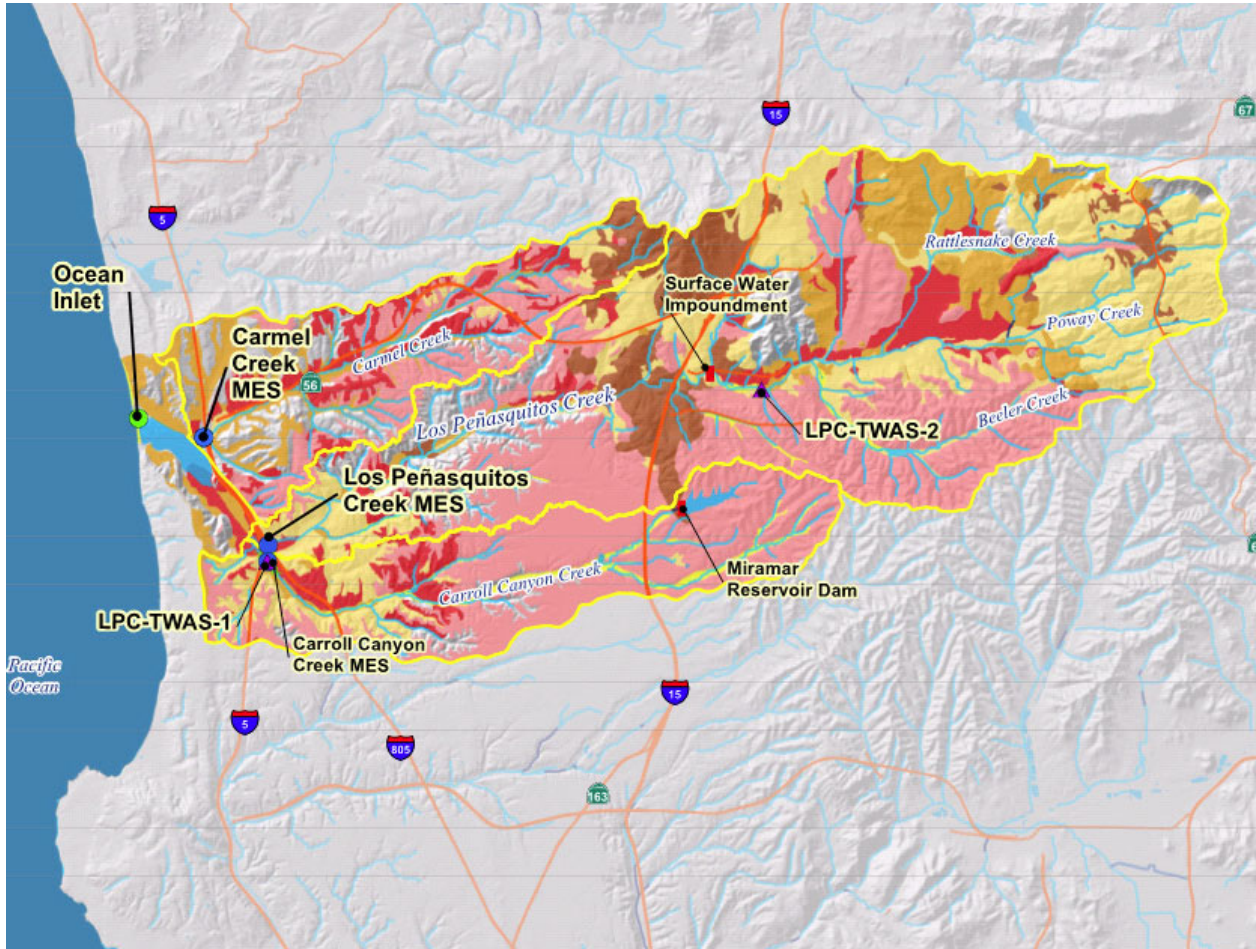 15
67
5
Rattlesnake Creek
Ocean
Inlet
Surface Water
Impoundment
Poway Creek
Carmel
Creek
MES
Carmel Creek
56
Los Peñasquitos Creek
Beeler Creek
LPC-TWAS-2
Los Peñasquitos
Creek MES
Miramar
Reservoir Dam
Carroll Canyon Creek
LPC-TWAS-1
Carroll Canyon
Creek MES
Pacific
Ocean
15
5
805
163